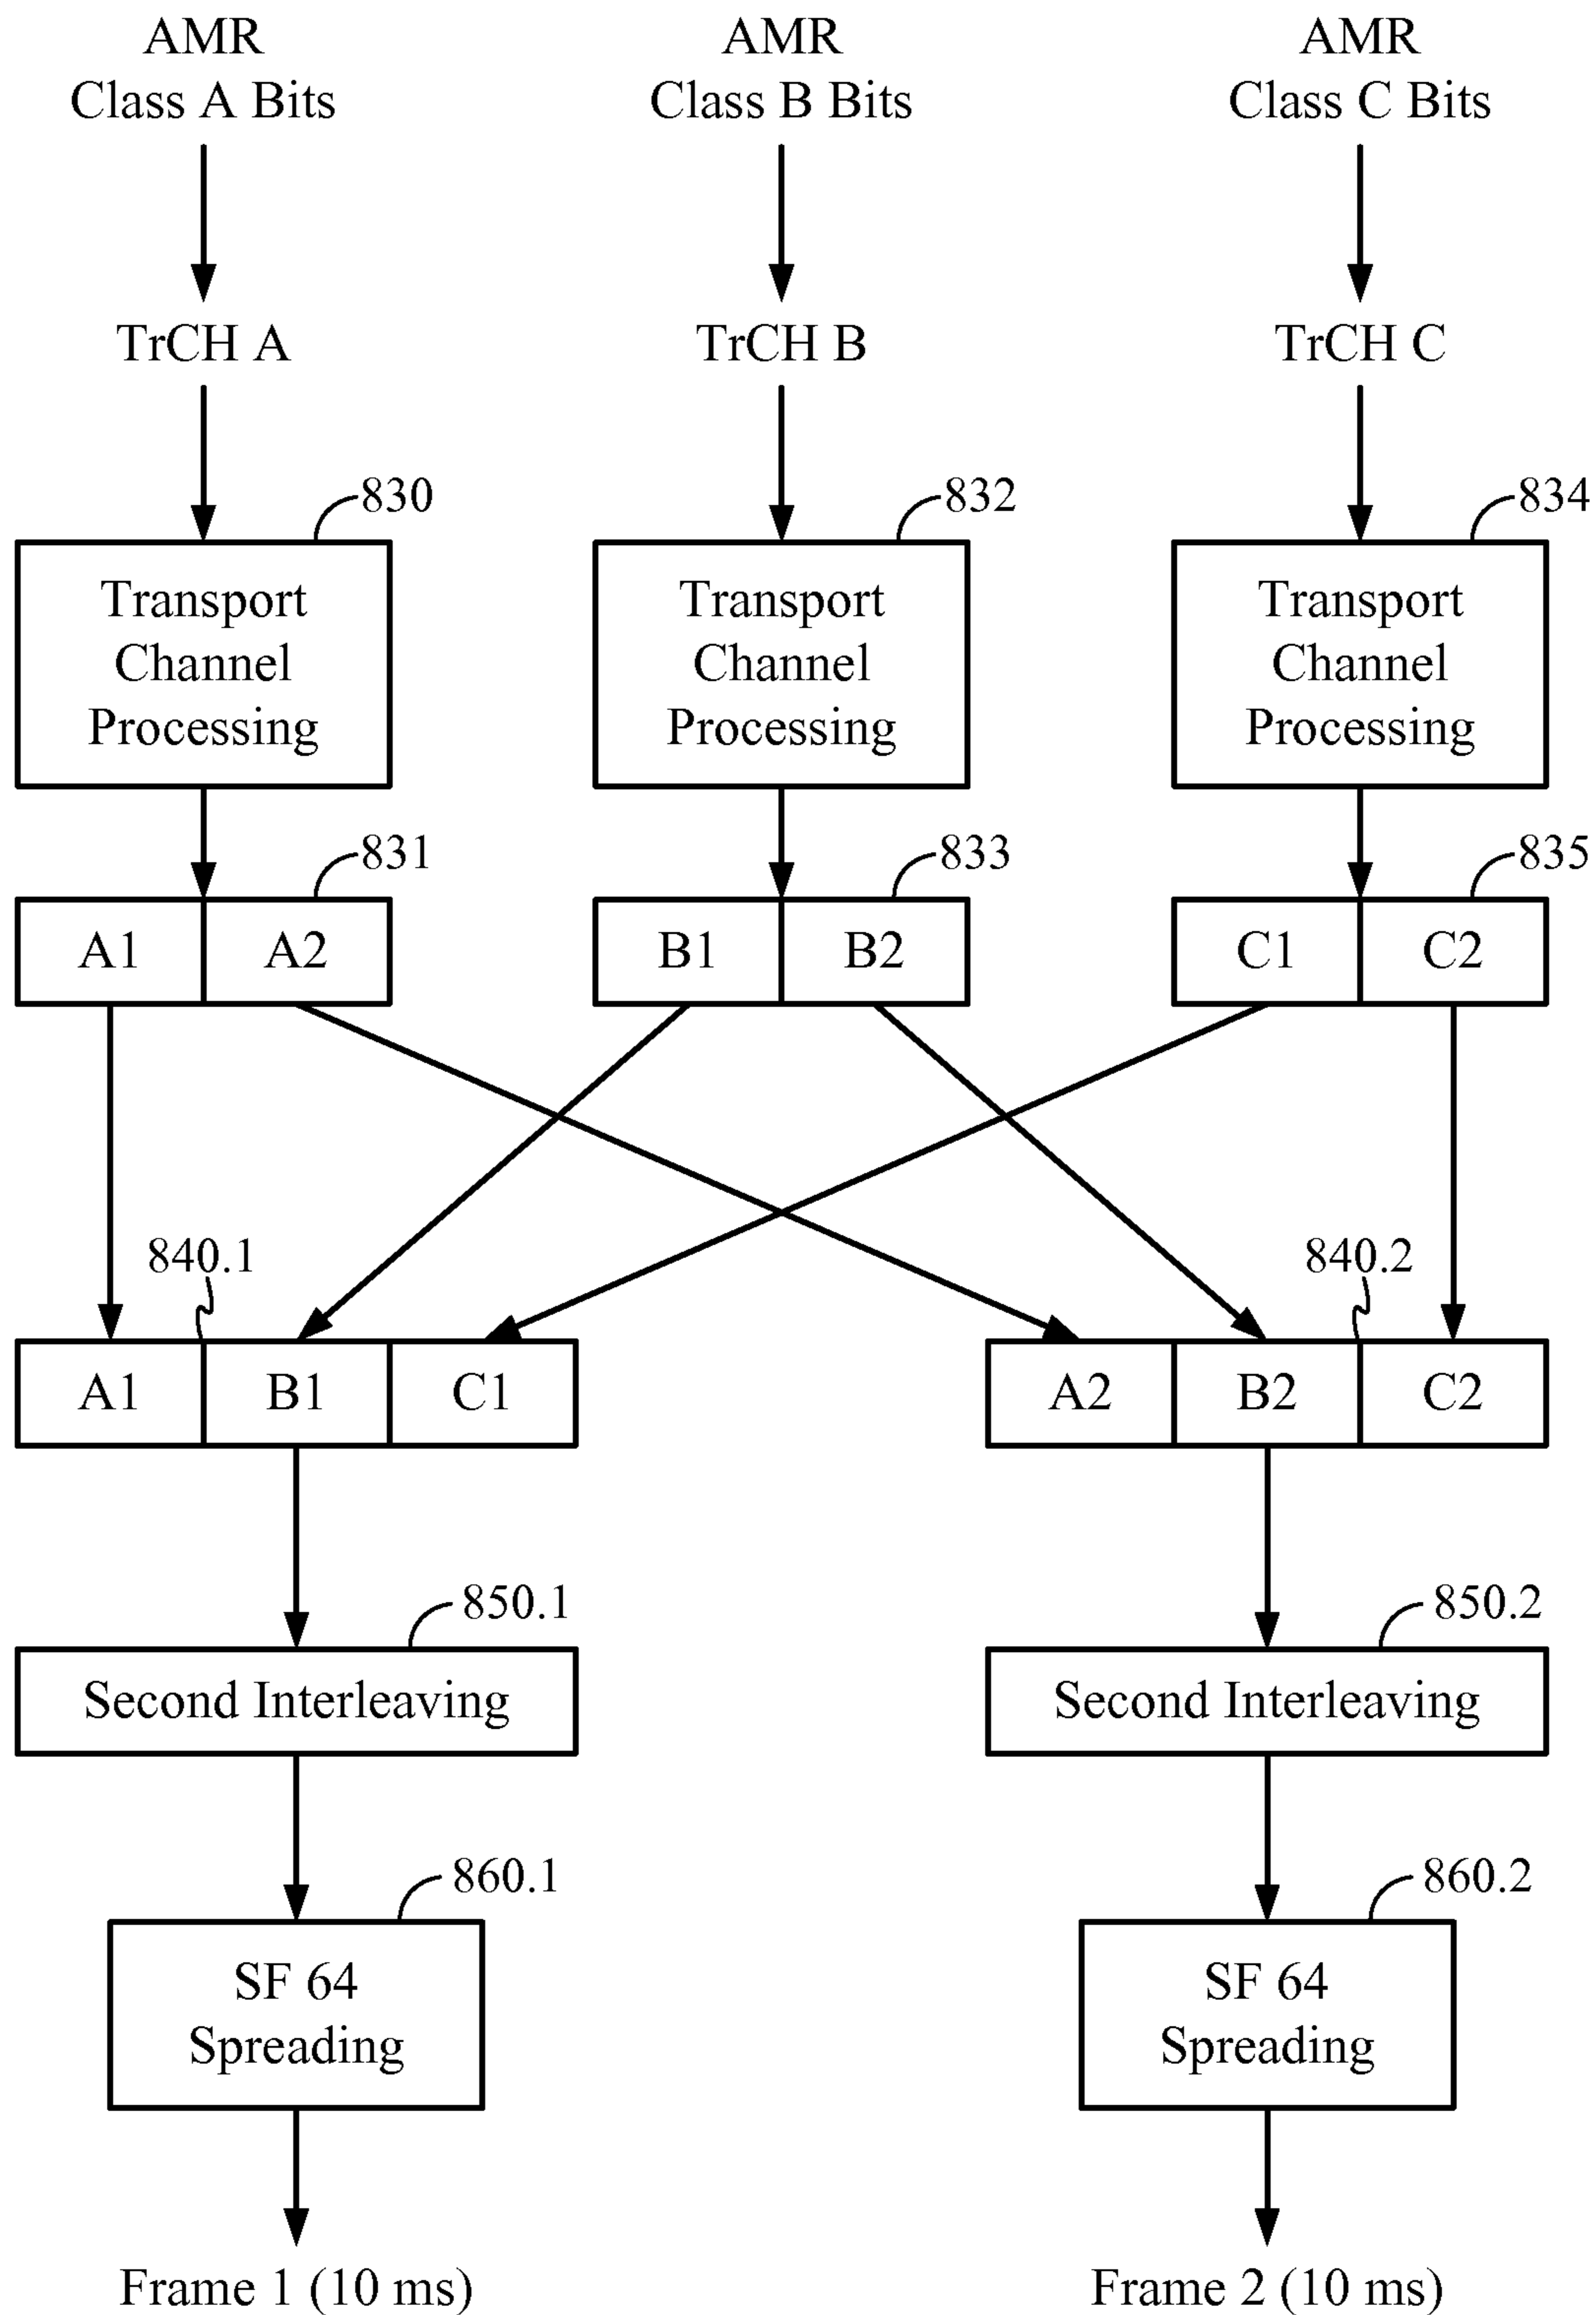 AMR
Class A Bits
AMR
Class B Bits
AMR
Class C Bits
TrCH A
TrCH B
TrCH C
830
832
834
Transport
Channel
Processing
Transport
Channel
Processing
Transport
Channel
Processing
831
833
835
A1
A2
B1
B2
C1
C2
840.1
840.2
A1
B1
C1
A2
B2
C2
850.1
850.2
Second Interleaving
Second Interleaving
860.1
860.2
SF 64
Spreading
SF 64
Spreading
Frame 1 (10 ms)
Frame 2 (10 ms)